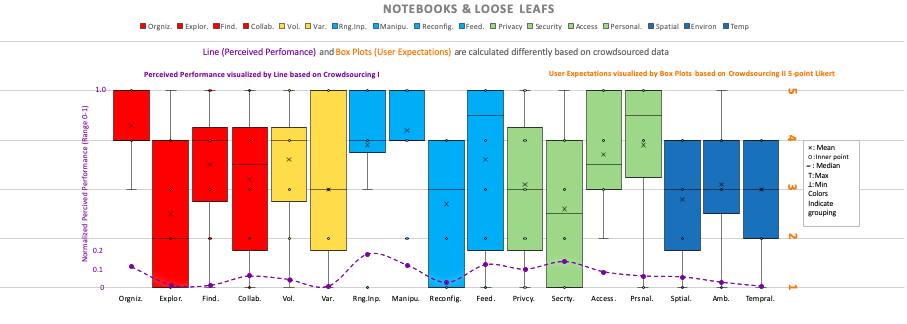 NOTEBOOKS & LOOSE LEAFS
Orgniz. Explor. Find. Collab. Vol. Var. Rng.Inp. Manipu. Reconfig. Feed. Privacy Security Access Personal. Spatial Environ Temp
Line (Perceived Perfomance) and Box Plots (User Expectations) are calculated differently based on crowdsourced data
Perceived Performance visualized by Line based on Crowdsourcing I
User Expectations visualized by Box Plots based on Crowdsourcing II 5-point Likert
Normalized Percived Performance (Range 0-1)
1.0
0.2
0.1
0
5
4
3
2
1
×: Mean
o :Inner point
– : Median
T:Max
⊥:Min
Colors
Indicate
grouping
Orgniz. Explor. Find. Collab. Vol. Var. Rng.Inp. Manipu. Reconfig. Feed. Privcy. Secrty. Access. Prsnal. Sptial. Amb. Tempral.